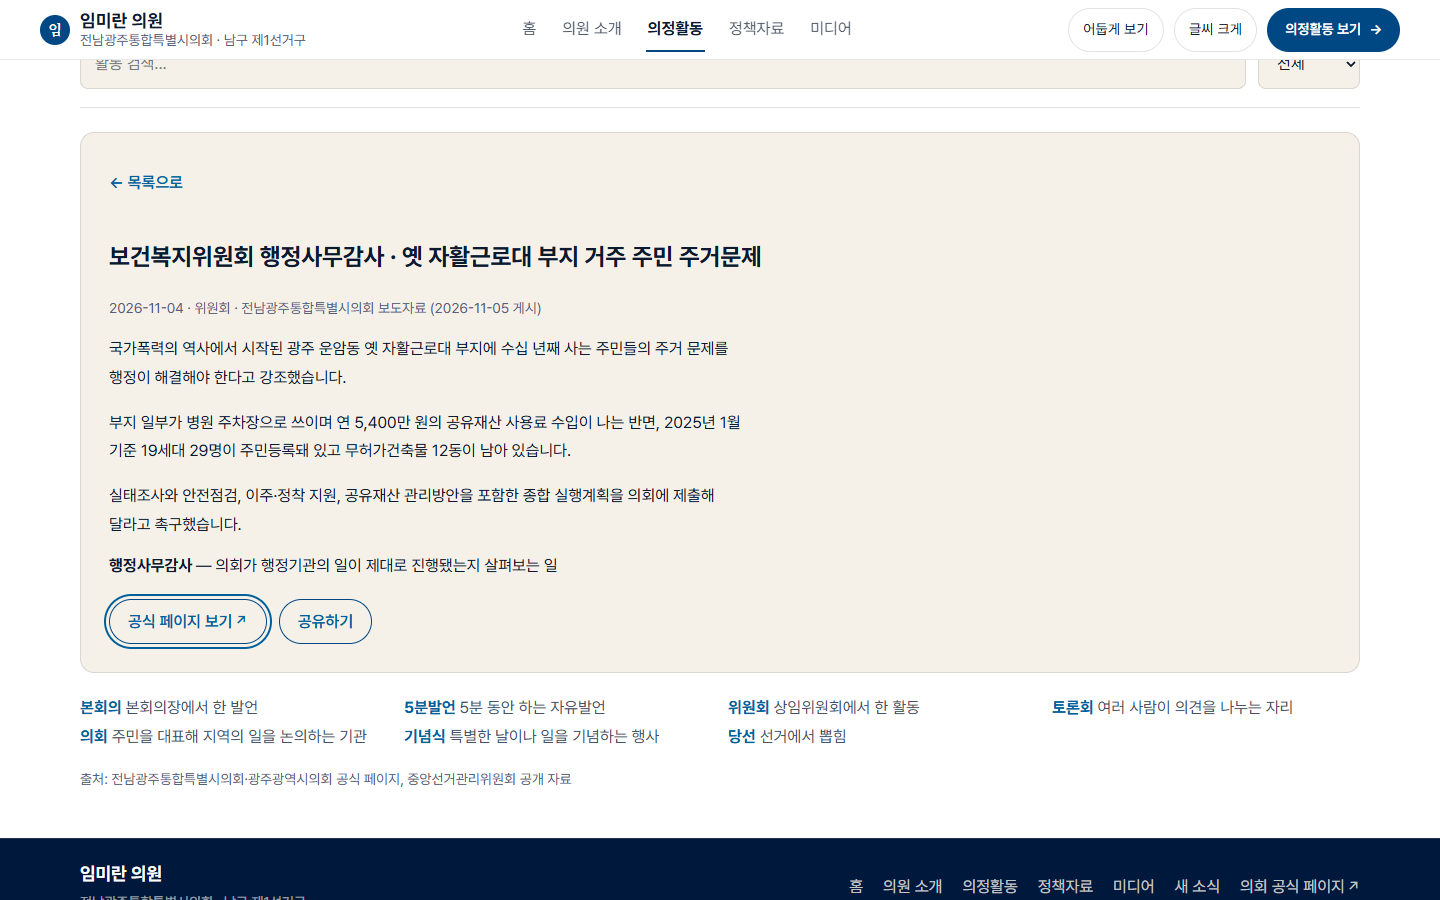 임
임미란 의원
전남광주통합특별시의회 · 남구 제1선거구
홈 의원 소개 의정활동 정책자료 미디어
어둡게 보기 글씨 크게 의정활동 보기 →
활동 검색...
전체
← 목록으로
보건복지위원회 행정사무감사 · 옛 자활근로대 부지 거주 주민 주거문제
2026-11-04 · 위원회 · 전남광주통합특별시의회 보도자료 (2026-11-05 게시)
국가폭력의 역사에서 시작된 광주 운암동 옛 자활근로대 부지에 수십 년째 사는 주민들의 주거 문제를
행정이 해결해야 한다고 강조했습니다.
부지 일부가 병원 주차장으로 쓰이며 연 5,400만 원의 공유재산 사용료 수입이 나는 반면, 2025년 1월
기준 19세대 29명이 주민등록돼 있고 무허가건축물 12동이 남아 있습니다.
실태조사와 안전점검, 이주·정착 지원, 공유재산 관리방안을 포함한 종합 실행계획을 의회에 제출해
달라고 촉구했습니다.
행정사무감사 — 의회가 행정기관의 일이 제대로 진행됐는지 살펴보는 일
공식 페이지 보기 ↗ 공유하기
본회의 본회의장에서 한 발언 5분발언 5분 동안 하는 자유발언 위원회 상임위원회에서 한 활동 토론회 여러 사람이 의견을 나누는 자리
의회 주민을 대표해 지역의 일을 논의하는 기관 기념식 특별한 날이나 일을 기념하는 행사 당선 선거에서 뽑힘
출처: 전남광주통합특별시의회·광주광역시의회 공식 페이지, 중앙선거관리위원회 공개 자료
임미란 의원
홈 의원 소개 의정활동 정책자료 미디어 새 소식 의회 공식 페이지 ↗
전남광주통합특별시의회 · 남구 제1선거구